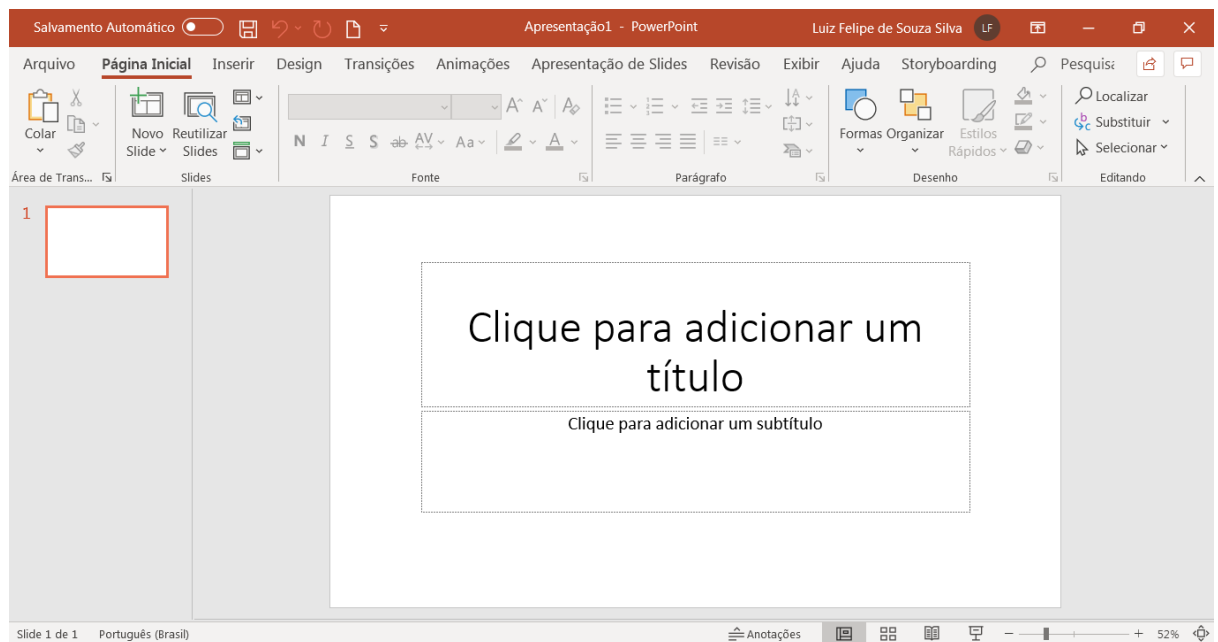 Salvamento Automático
Apresentação1 - PowerPoint
Luiz Felipe de Souza Silva
LF
Arquivo Página Inicial Inserir Design Transições Animações Apresentação de Slides Revisão Exibir Ajuda Storyboarding Pesquisa
Colar
Novo Slide
Reutilizar Slides
N I S S ab AV Aa A
A A A
Formas
Organizar
Estilos Rápidos
Localizar
Substituir
Selecionar
Área de Trans...
Slides
Fonte
Parágrafo
Desenho
Editando
1
Clique para adicionar um
título
Clique para adicionar um subtítulo
Slide 1 de 1
Português (Brasil)
Anotações
52%